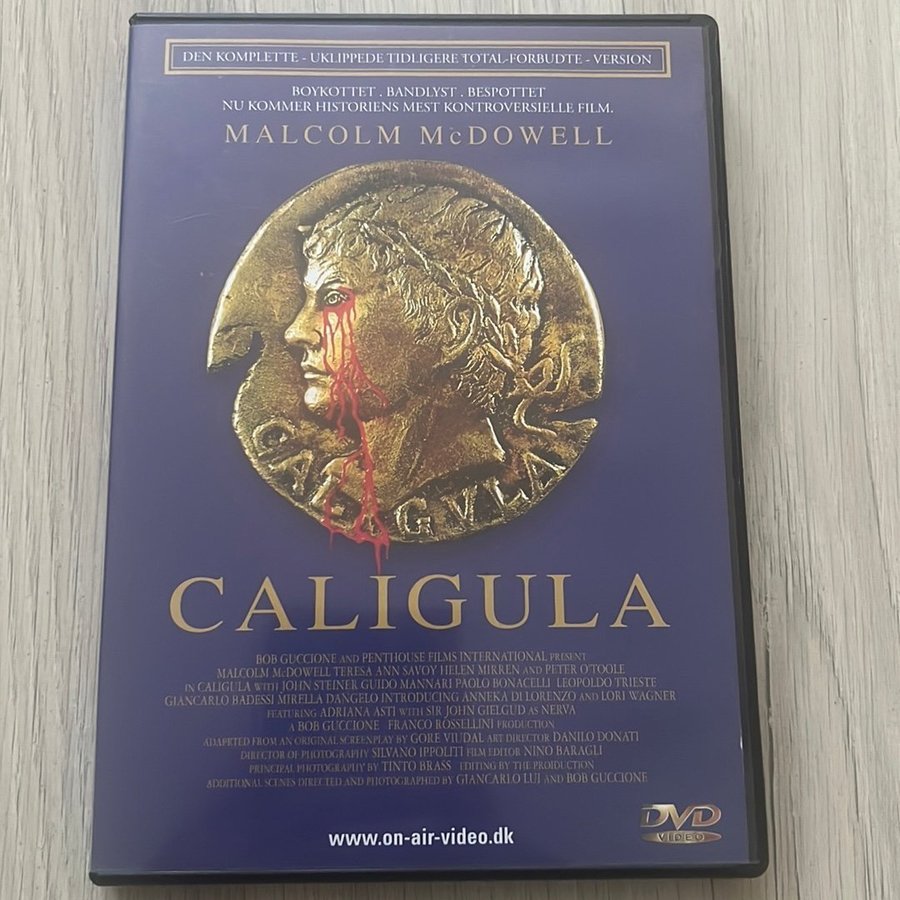 DEN KOMPLETTE - UKLIPPEDE TIDLIGERE TOTAL-FORBUDTE - VERSION
BOYKOTTET . BANDLYST . BESPOTTET
NU KOMMER HISTORIENS MEST KONTROVERSIELLE FILM.
MALCOLM McDOWELL
CALIGVLA
CALIGULA
BOB GUCCIONE AND PENTHOUSE FILMS INTERNATIONAL PRESENT
MALCOLM McDOWELL TERESA ANN SAVOY HELEN MIRREN AND PETER O'TOOLE
IN CALIGULA WITH JOHN STEINER GUIDO MANNARI PAOLO BONACELLI LEOPOLDO TRIESTE
GIANCARLO BADESSI MIRELLA DANGELO INTRODUCING ANNEKA DI LORENZO AND LORI WAGNER
FEATURING ADRIANA ASTI WITH SIR JOHN GIELGUD AS NERVA
A BOB GUCCIONE FRANCO ROSSELLINI PRODUCTION
ADAPRTED FROM AN ORIGINAL SCREENPLAY BY GORE VIUDAL ART DIRECTOR DANILO DONATI
DIRECTOR OF PHOTOGRAPHY SILVANO IPPOLITI FILM EDITOR NINO BARAGLI
PRINCIPAL PHOTOGRAPHY BY TINTO BRASS EDITING BY THE PROIDUCTION
ADDITIONAL SCENES DIRECTED AND PHOTOGRAPHED BY GIANCARLO LUI AND BOB GUCCIONE
www.on-air-video.dk
DVD
VIDEO